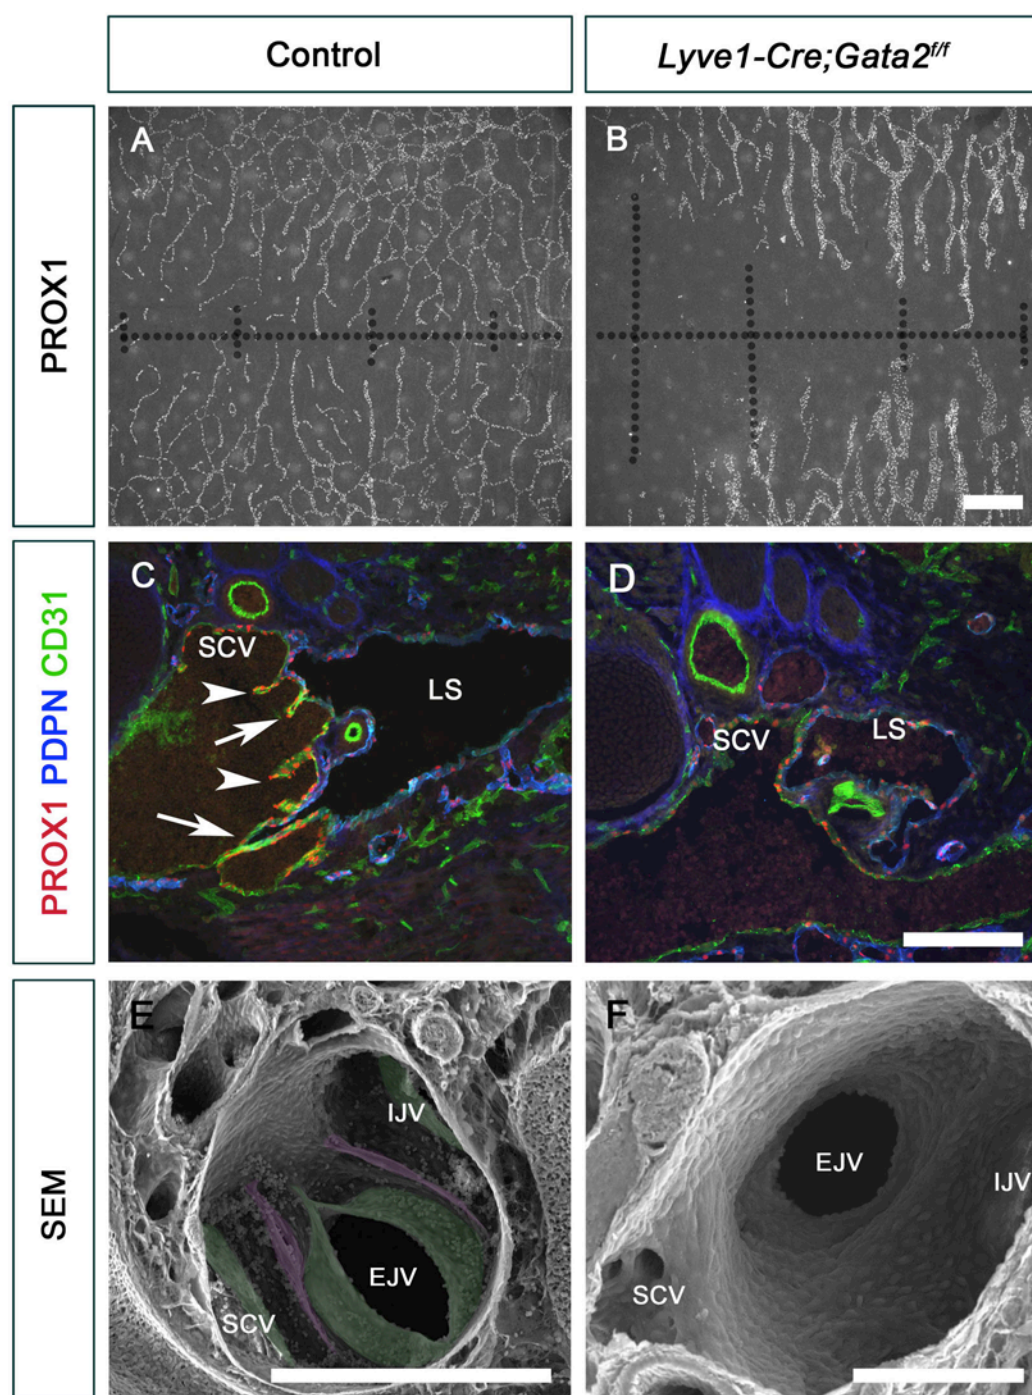 Control
Lyve1-Cre;Gata2f/f
PROX1
A
B
PROX1 PDPN CD31
C
SCV
LS
D
SCV
LS
SEM
E
IJV
EJV
SCV
F
EJV
IJV
SCV